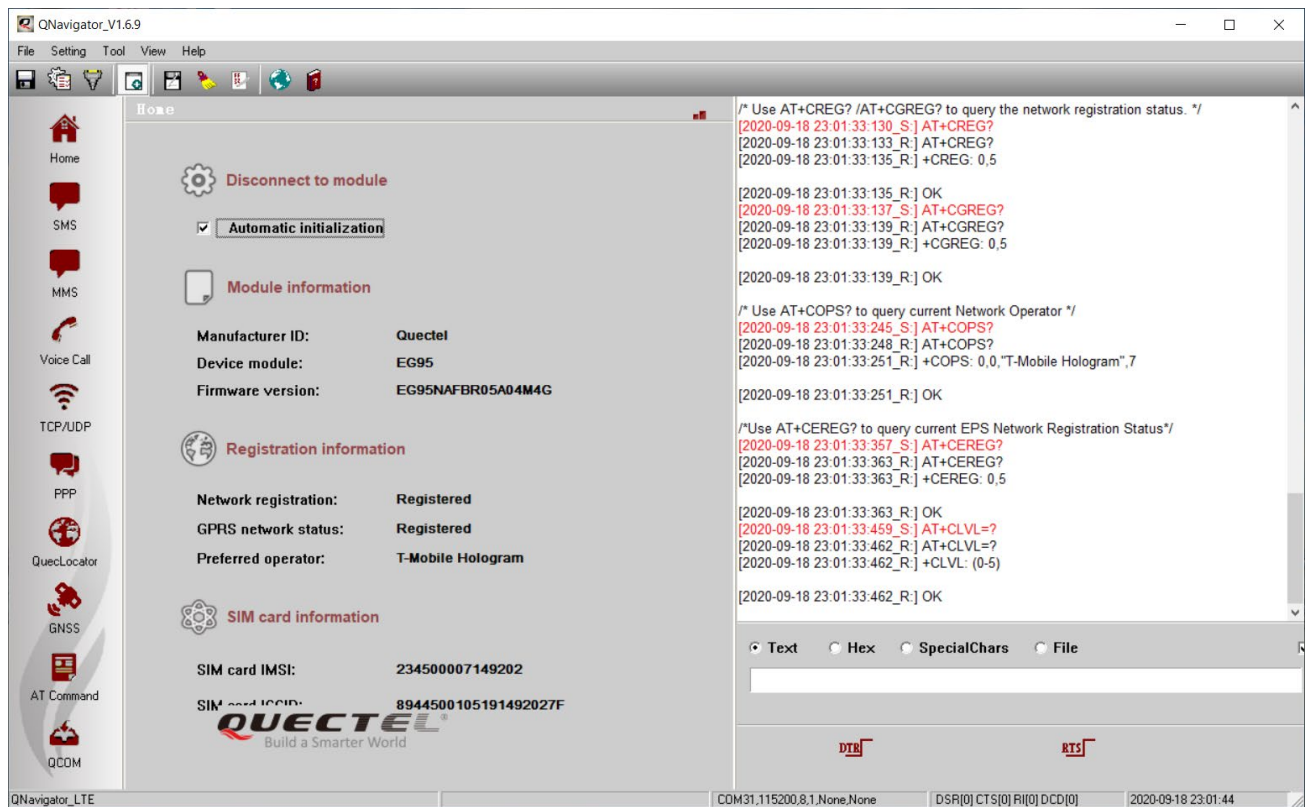 QNavigator_V1.6.9
File Setting Tool View Help
Home
SMS
MMS
Voice Call
TCP/UDP
PPP
QuecLocator
GNSS
AT Command
QCOM
Home
Disconnect to module
Automatic initialization
Module information
Manufacturer ID: Quectel
Device module: EG95
Firmware version: EG95NAFBR05A04M4G
Registration information
Network registration: Registered
GPRS network status: Registered
Preferred operator: T-Mobile Hologram
SIM card information
SIM card IMSI: 234500007149202
SIM card ICCID: 8944500105191492027F
QUECTEL®
Build a Smarter World
/* Use AT+CREG? /AT+CGREG? to query the network registration status. */
[2020-09-18 23:01:33:130_S:] AT+CREG?
[2020-09-18 23:01:33:133_R:] AT+CREG?
[2020-09-18 23:01:33:135_R:] +CREG: 0,5
[2020-09-18 23:01:33:135_R:] OK
[2020-09-18 23:01:33:137_S:] AT+CGREG?
[2020-09-18 23:01:33:139_R:] AT+CGREG?
[2020-09-18 23:01:33:139_R:] +CGREG: 0,5
[2020-09-18 23:01:33:139_R:] OK
/* Use AT+COPS? to query current Network Operator */
[2020-09-18 23:01:33:245_S:] AT+COPS?
[2020-09-18 23:01:33:248_R:] AT+COPS?
[2020-09-18 23:01:33:251_R:] +COPS: 0,0,"T-Mobile Hologram",7
[2020-09-18 23:01:33:251_R:] OK
/*Use AT+CEREG? to query current EPS Network Registration Status*/
[2020-09-18 23:01:33:357_S:] AT+CEREG?
[2020-09-18 23:01:33:363_R:] AT+CEREG?
[2020-09-18 23:01:33:363_R:] +CEREG: 0,5
[2020-09-18 23:01:33:363_R:] OK
[2020-09-18 23:01:33:459_S:] AT+CLVL=?
[2020-09-18 23:01:33:462_R:] AT+CLVL=?
[2020-09-18 23:01:33:462_R:] +CLVL: (0-5)
[2020-09-18 23:01:33:462_R:] OK
Text Hex SpecialChars File
DTR RTS
QNavigator_LTE COM31,115200,8,1,None,None DSR[0] CTS[0] RI[0] DCD[0] 2020-09-18 23:01:44